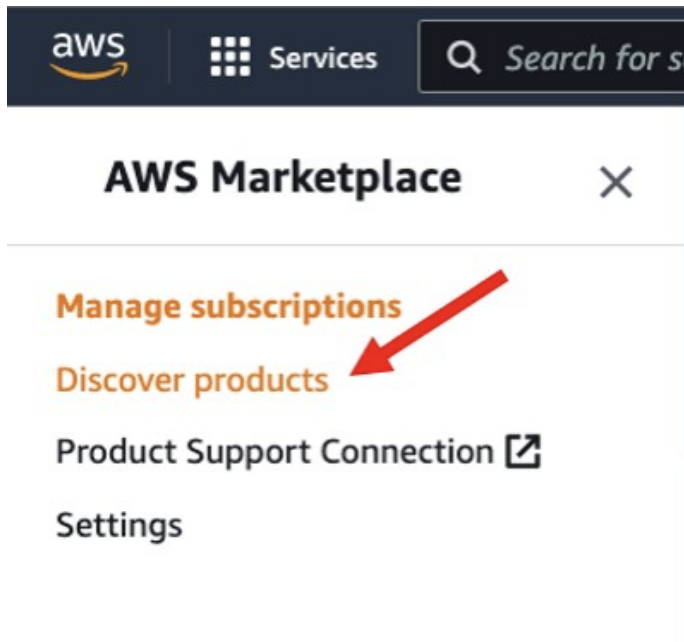 aws
Services
Search for
AWS Marketplace
Manage subscriptions
Discover products
Product Support Connection
Settings